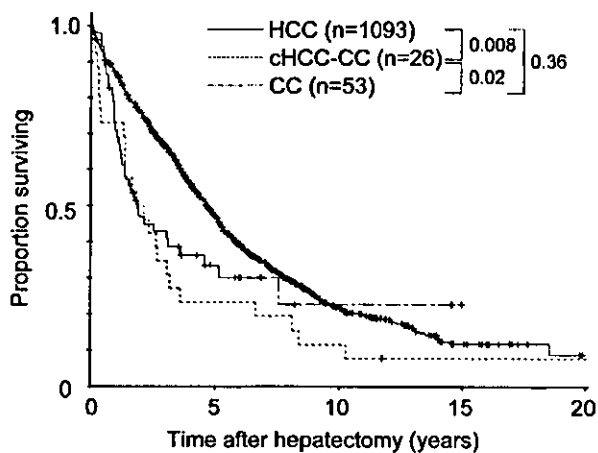 HCC (n=1093)
cHCC-CC (n=26)
CC (n=53)
0.008
0.02
0.36
1.0
0.5
0
Proportion surviving
0 5 10 15 20
Time after hepatectomy (years)